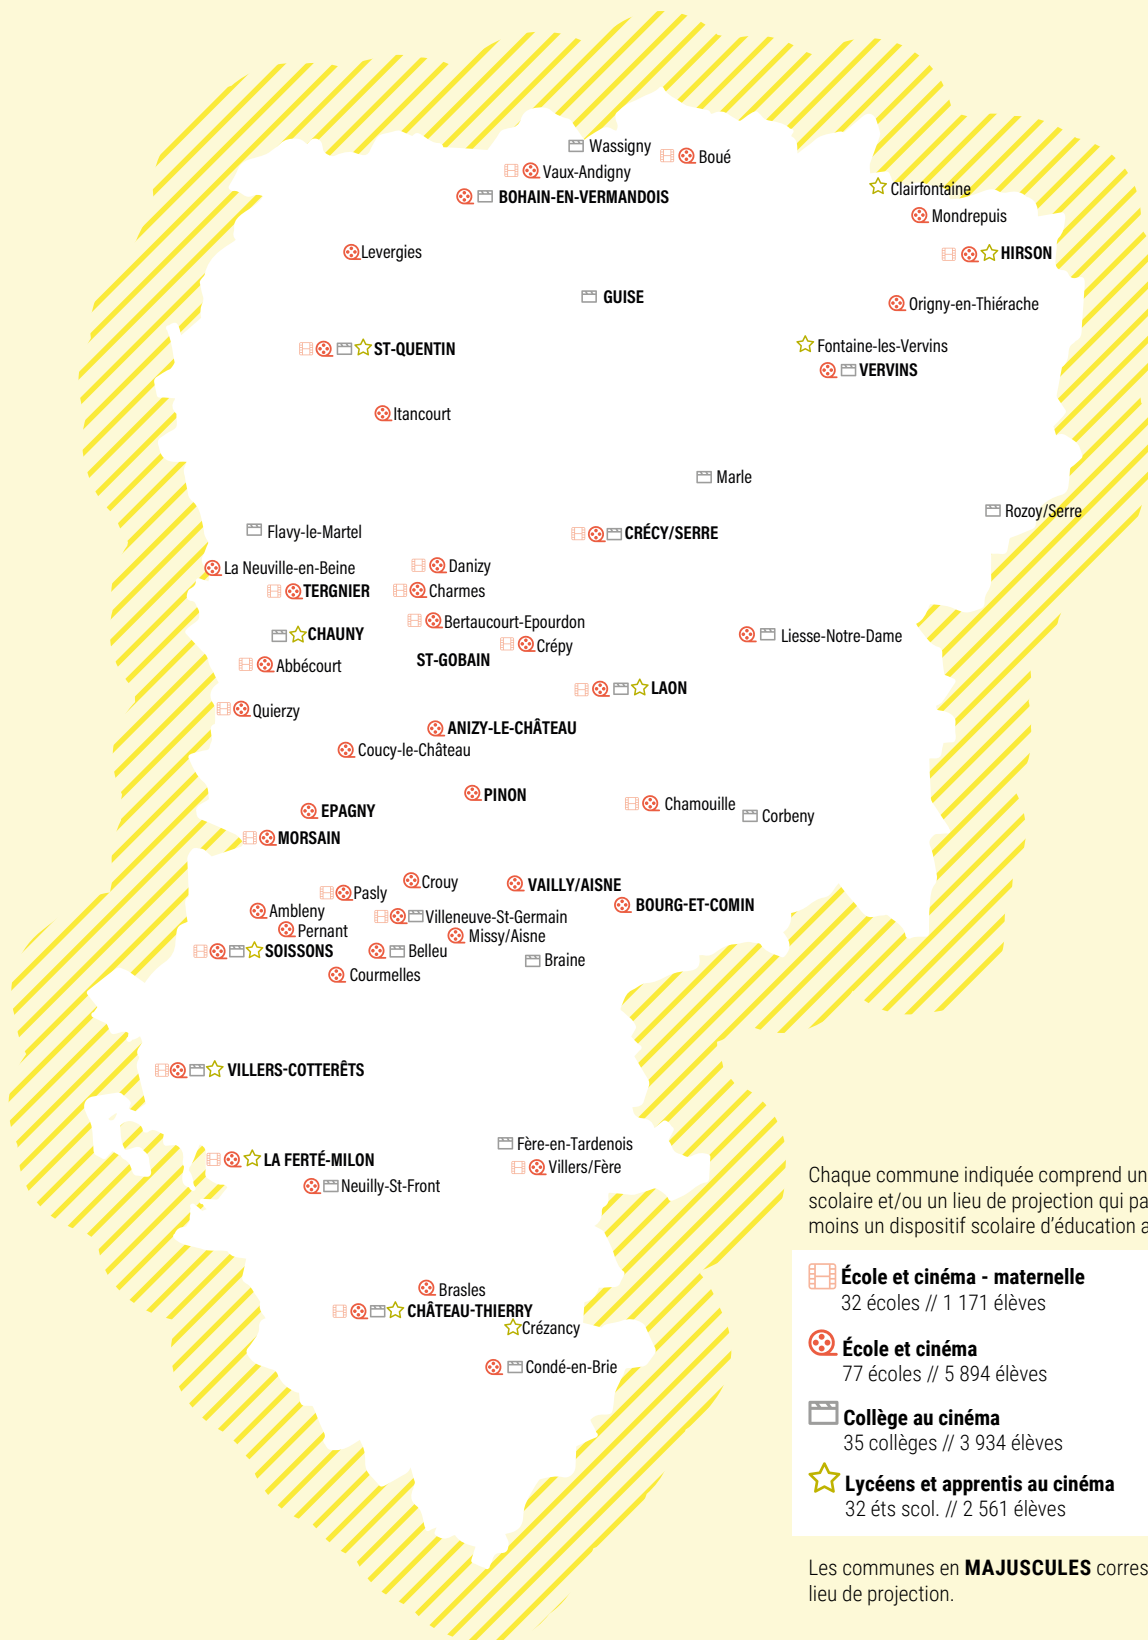 Wassigny
Boué
Vaux-Andigny
BOHAIN-EN-VERMANDOIS
Clairfontaine
Mondrepuis
Levergies
HIRSON
GUISE
Origny-en-Thiérache
ST-QUENTIN
Fontaine-les-Vervins
VERVINS
Itancourt
Marle
Rozoy/Serre
Flavy-le-Martel
CRÉCY/SERRE
La Neuville-en-Beine
Danizy
TERGNIER
Charmes
Bertaucourt-Epourdon
CHAUNY
Liesse-Notre-Dame
Crépy
ST-GOBAIN
Abbécourt
LAON
Quierzy
ANIZY-LE-CHÂTEAU
Coucy-le-Château
PINON
Chamouille
EPAGNY
Corbeny
MORSAIN
Crouy
VAILLY/AISNE
Pasly
BOURG-ET-COMIN
Ambleny
Villeneuve-St-Germain
Pernant
Missy/Aisne
SOISSONS
Belleu
Braine
Courmelles
VILLERS-COTTERÊTS
Fère-en-Tardenois
LA FERTÉ-MILON
Villers/Fère
Neuilly-St-Front
Brasles
CHÂTEAU-THIERRY
Crézancy
Condé-en-Brie
Chaque commune indiquée comprend un
scolaire et/ou un lieu de projection qui pa
moins un dispositif scolaire d'éducation a
École et cinéma - maternelle
32 écoles // 1 171 élèves
École et cinéma
77 écoles // 5 894 élèves
Collège au cinéma
35 collèges // 3 934 élèves
Lycéens et apprentis au cinéma
32 éts scol. // 2 561 élèves
Les communes en MAJUSCULES corres
lieu de projection.